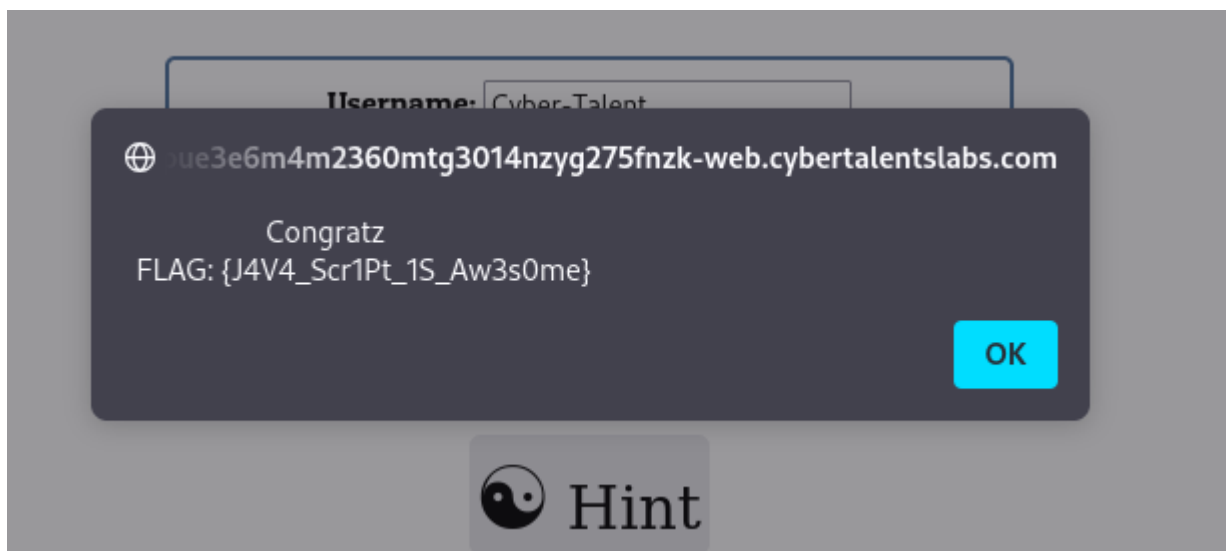 Username: Cyber-Talent
ue3e6m4m2360mtg3014nzyg275fnzk-web.cybertalentslabs.com
Congratz
FLAG: {J4V4_Scr1Pt_1S_Aw3s0me}
OK
☯ Hint